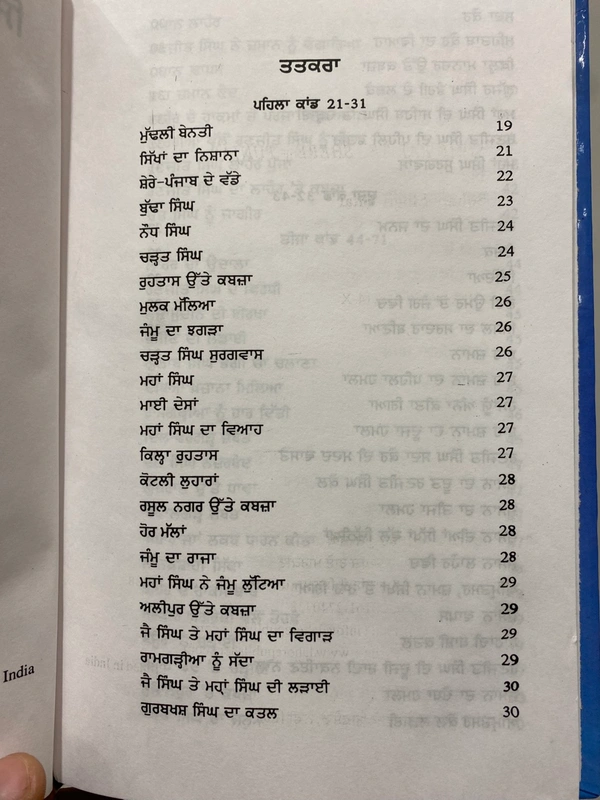 ਤਤਕਰਾ
ਪਹਿਲਾ ਕਾਂਡ 21-31
ਮੁੱਢਲੀ ਬੇਨਤੀ 19
ਸਿੱਖਾਂ ਦਾ ਨਿਸ਼ਾਨਾ 21
ਸ਼ੇਰੇ-ਪੰਜਾਬ ਦੇ ਵੱਡੇ 22
ਬੁੱਢਾ ਸਿੰਘ 23
ਨੌਧ ਸਿੰਘ 24
ਚੜ੍ਹਤ ਸਿੰਘ 24
ਰੁਹਤਾਸ ਉੱਤੇ ਕਬਜ਼ਾ 25
ਮੁਲਕ ਮੱਲਿਆ 26
ਜੰਮੂ ਦਾ ਝਗੜਾ 26
ਚੜ੍ਹਤ ਸਿੰਘ ਸੁਰਗਵਾਸ 26
ਮਹਾਂ ਸਿੰਘ 27
ਮਾਈ ਦੇਸਾਂ 27
ਮਹਾਂ ਸਿੰਘ ਦਾ ਵਿਆਹ 27
ਕਿਲ੍ਹਾ ਰੁਹਤਾਸ 27
ਕੋਟਲੀ ਲੁਹਾਰਾਂ 28
ਰਸੂਲ ਨਗਰ ਉੱਤੇ ਕਬਜ਼ਾ 28
ਹੋਰ ਮੱਲਾਂ 28
ਜੰਮੂ ਦਾ ਰਾਜਾ 28
ਮਹਾਂ ਸਿੰਘ ਨੇ ਜੰਮੂ ਲੁੱਟਿਆ 29
ਅਲੀਪੁਰ ਉੱਤੇ ਕਬਜ਼ਾ 29
ਜੈ ਸਿੰਘ ਤੇ ਮਹਾਂ ਸਿੰਘ ਦਾ ਵਿਗਾੜ 29
ਰਾਮਗੜ੍ਹੀਆ ਨੂੰ ਸੱਦਾ 29
ਜੈ ਸਿੰਘ ਤੇ ਮਹਾਂ ਸਿੰਘ ਦੀ ਲੜਾਈ 30
ਗੁਰਬਖਸ਼ ਸਿੰਘ ਦਾ ਕਤਲ 30
India